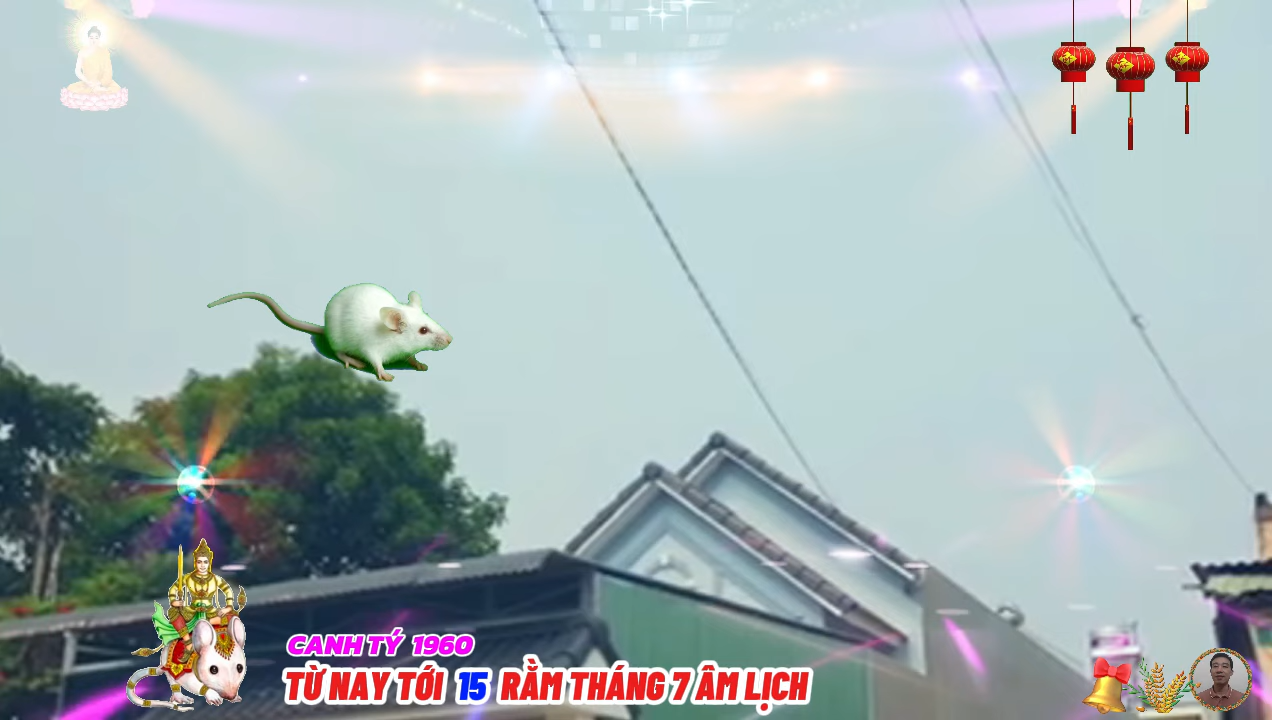 CANH TÝ 1960
TỪ NAY TỚI 15 RẰM THÁNG 7 ÂM LỊCH